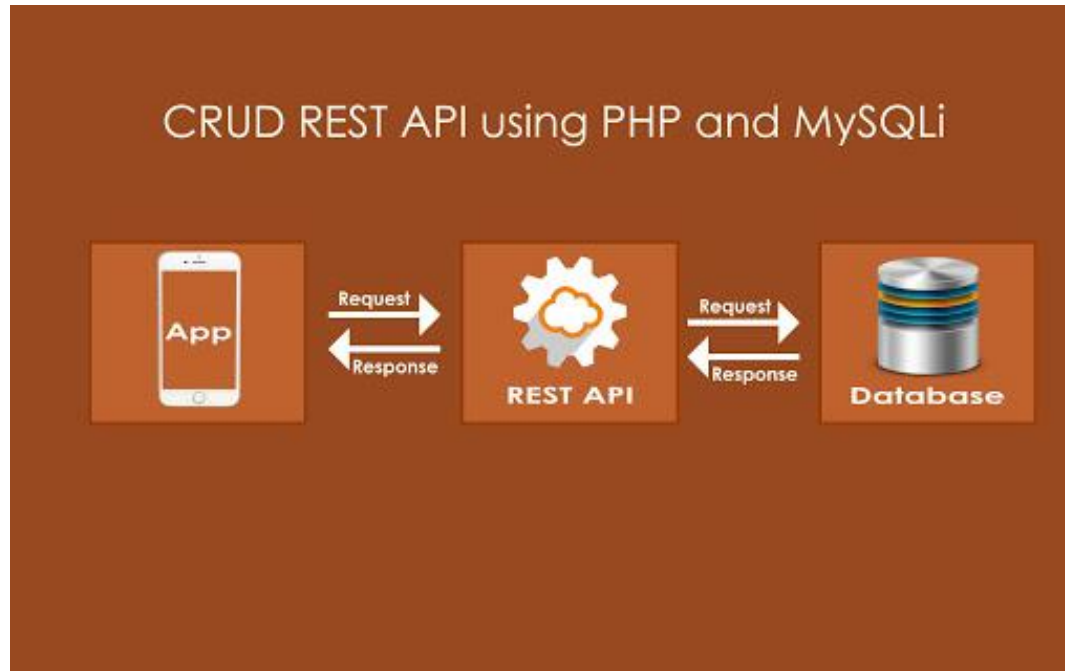 CRUD REST API using PHP and MySQLi
App
Request
Response
REST API
Request
Response
Database